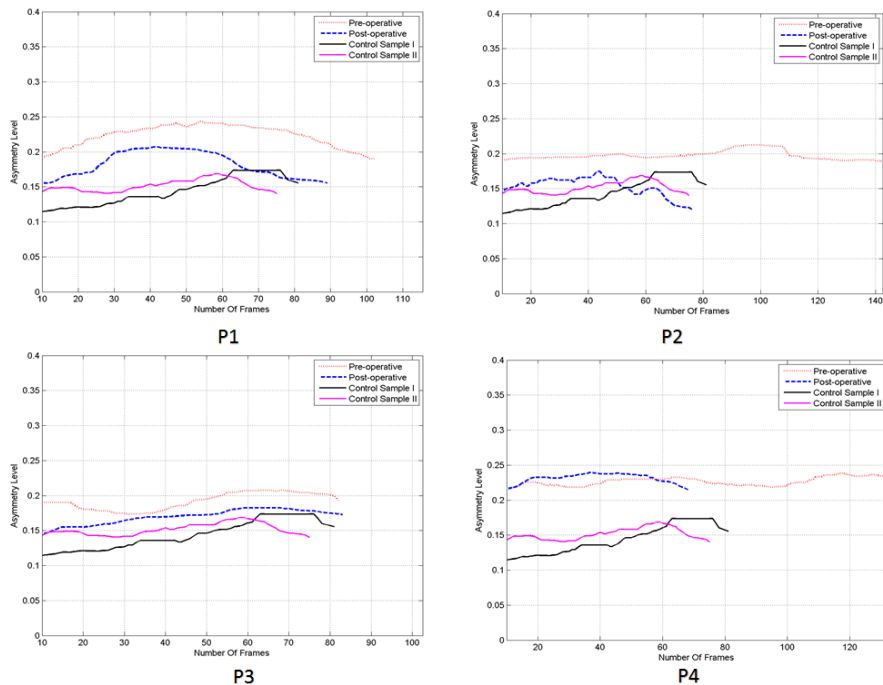 0.4
0.35
0.3
0.25
0.2
0.15
0.1
0.05
0
Asymmetry Level
10 20 30 40 50 60 70 80 90 100 110
Number Of Frames
Pre-operative
Post-operative
Control Sample I
Control Sample II
P1
0.4
0.35
0.3
0.25
0.2
0.15
0.1
0.05
0
Asymmetry Level
20 40 60 80 100 120 140
Number Of Frames
Pre-operative
Post-operative
Control Sample I
Control Sample II
P2
0.4
0.35
0.3
0.25
0.2
0.15
0.1
0.05
0
Asymmetry Level
10 20 30 40 50 60 70 80 90 100
Number Of Frames
Pre-operative
Post-operative
Control Sample I
Control Sample II
P3
0.4
0.35
0.3
0.25
0.2
0.15
0.1
0.05
0
Asymmetry Level
20 40 60 80 100 120
Number Of Frames
Pre-operative
Post-operative
Control Sample I
Control Sample II
P4